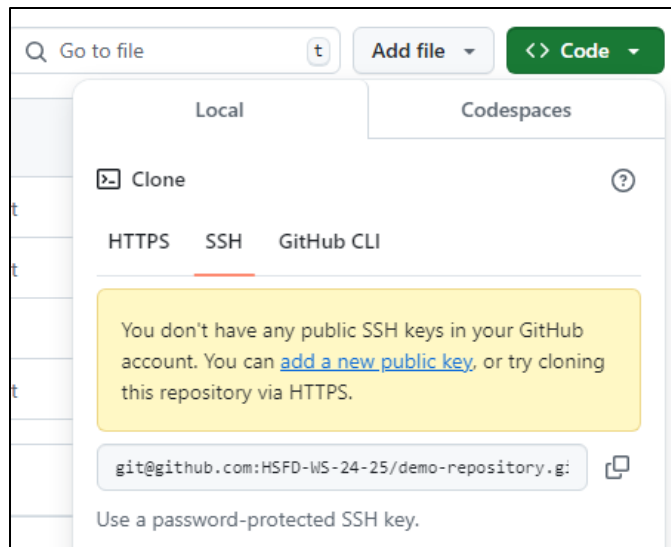 Go to file t Add file <> Code
Local Codespaces
Clone
HTTPS SSH GitHub CLI
You don't have any public SSH keys in your GitHub
account. You can add a new public key, or try cloning
this repository via HTTPS.
git@github.com:HSFD-WS-24-25/demo-repository.gi
Use a password-protected SSH key.
t
t
t